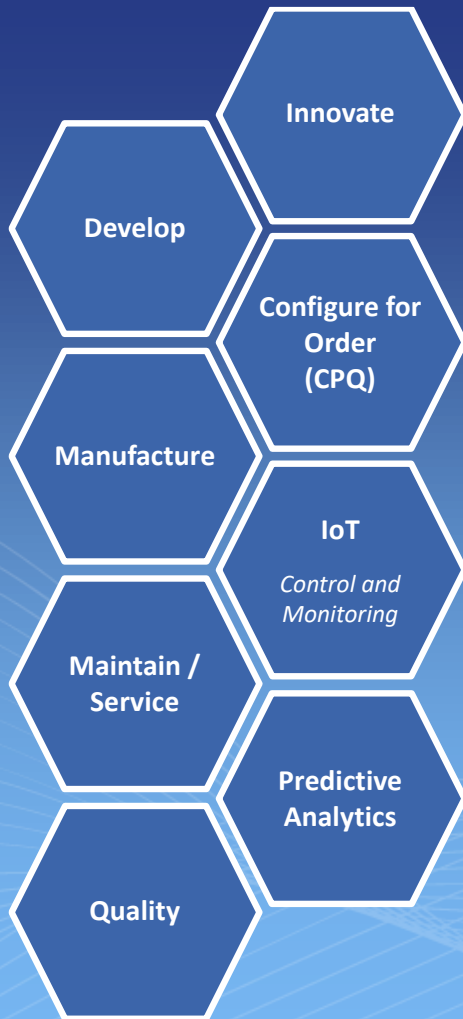 Innovate
Develop
Configure for
Order
(CPQ)
Manufacture
IoT
Control and
Monitoring
Maintain /
Service
Predictive
Analytics
Quality